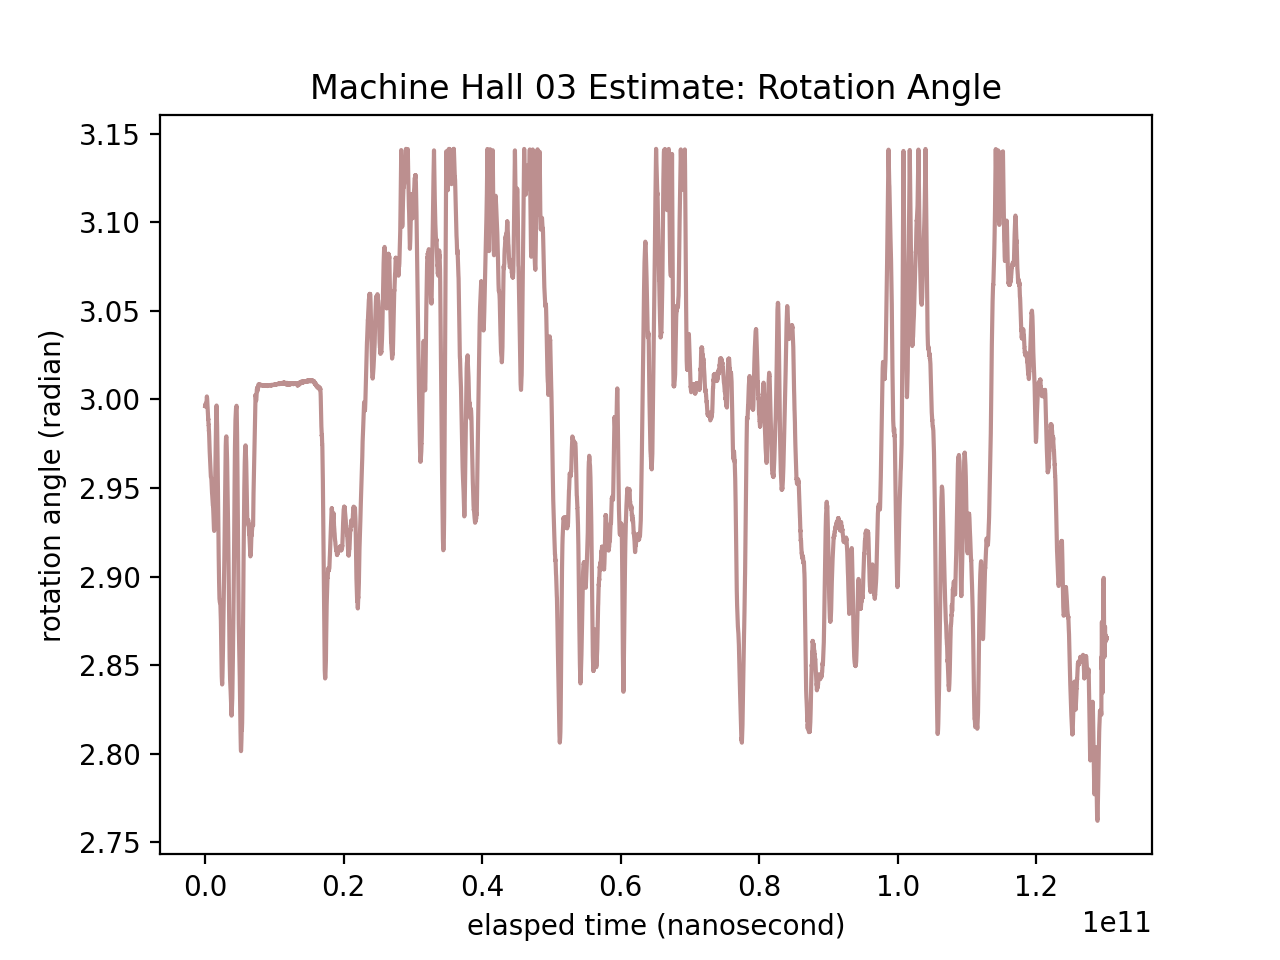 Machine Hall 03 Estimate: Rotation Angle
3.15
3.10
3.05
3.00
2.95
2.90
2.85
2.80
2.75
rotation angle (radian)
0.0 0.2 0.4 0.6 0.8 1.0 1.2
1e11
elasped time (nanosecond)